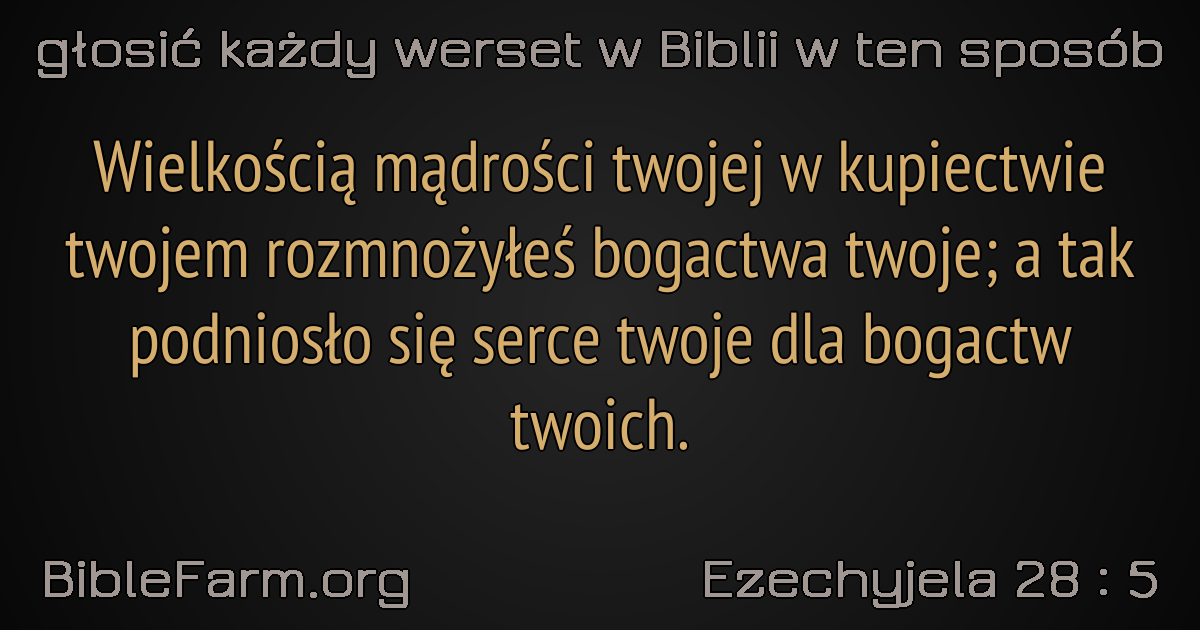 głosić każdy werset w Biblii w ten sposób
Wielkością mądrości twojej w kupiectwie
twojem rozmnożyłeś bogactwa twoje; a tak
podniosło się serce twoje dla bogactw
twoich.
BibleFarm.org
Ezechyjela 28 : 5